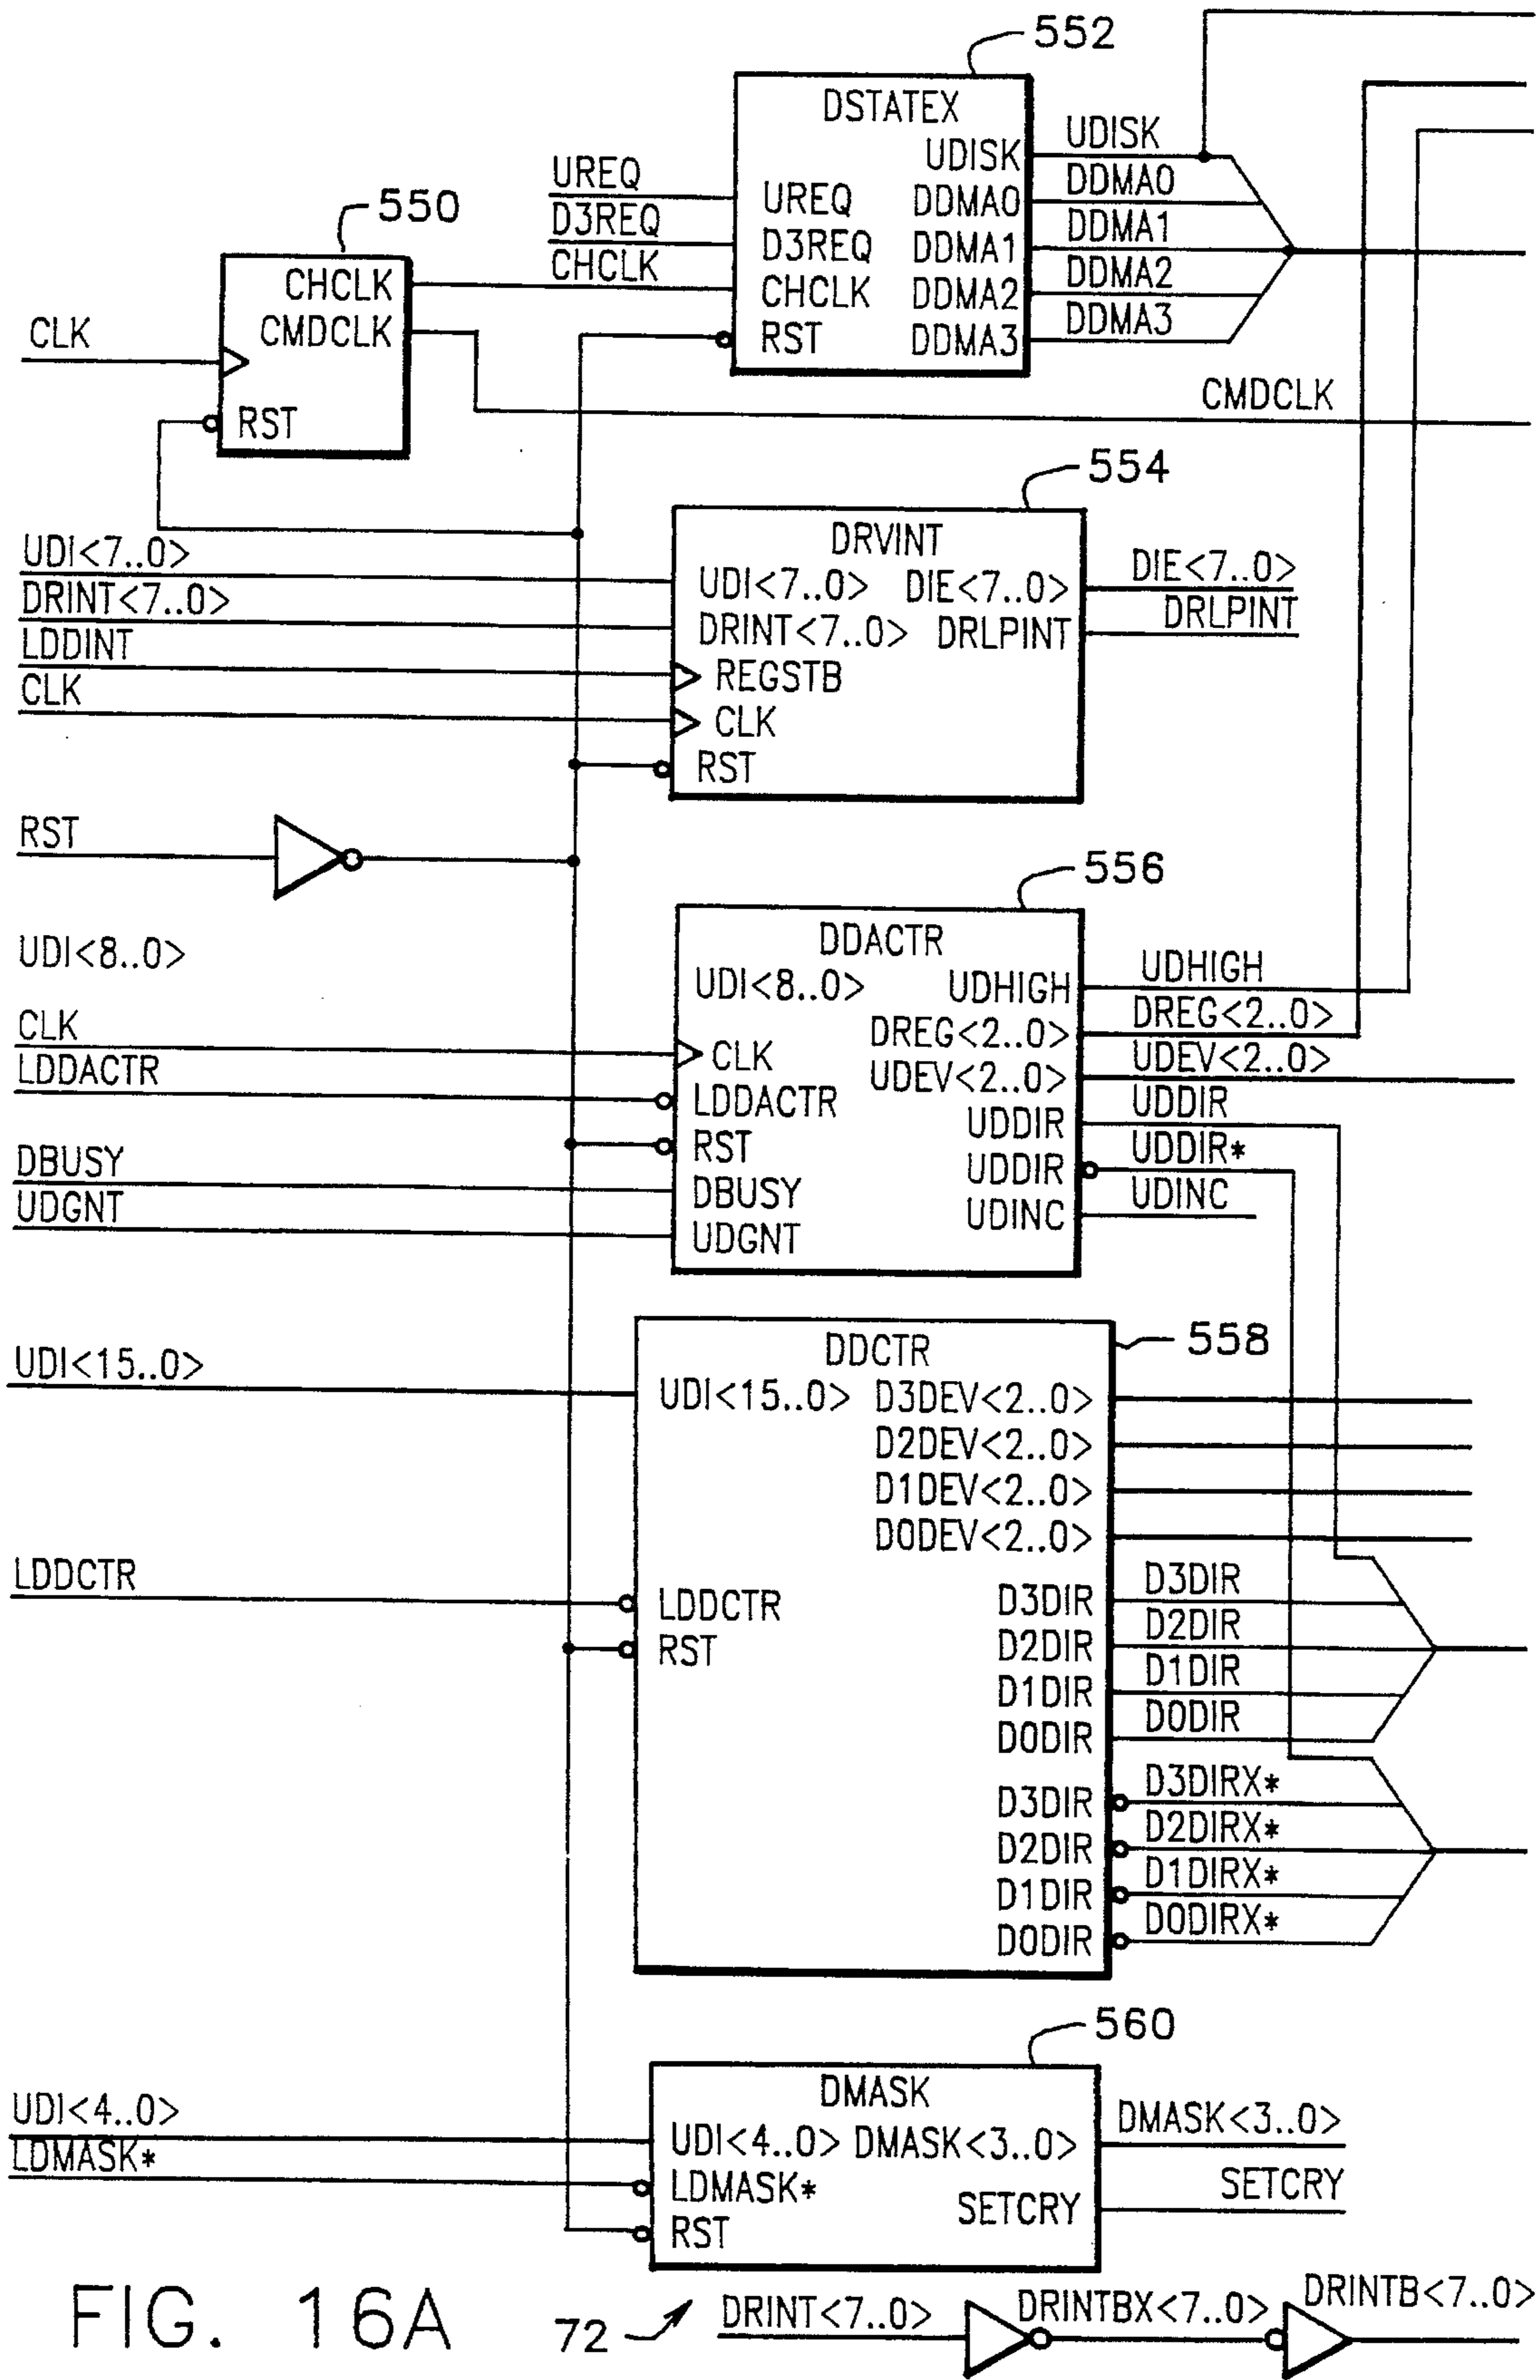 552
DSTATEX
UDISK
UDISK
UREQ
DDMA0
UREQ
DDMA0
D3REQ
DDMA1
550
D3REQ
DDMA1
CHCLK
DDMA2
CHCLK
CHCLK
DDMA2
DDMA3
CLK
CMDCLK
RST
DDMA3
CMDCLK
RST
554
DRVINT
UDI<7..0>
DIE<7..0>
UDI<7..0>
DIE<7..0>
DRINT<7..0>
DRLPINT
DRINT<7..0>
DRLPINT
LDDINT
REGSTB
CLK
CLK
RST
RST
556
DDACTR
UDI<8..0>
UDI<8..0>
UDHIGH
UDHIGH
CLK
DREG<2..0>
DREG<2..0>
CLK
UDEV<2..0>
UDEV<2..0>
LDDACTR
LDDACTR
UDDIR
UDDIR
RST
UDDIR
UDDIR*
DBUSY
DBUSY
UDINC
UDINC
UDGNT
UDGNT
558
DDCTR
UDI<15..0>
UDI<15..0>
D3DEV<2..0>
D2DEV<2..0>
D1DEV<2..0>
D0DEV<2..0>
LDDCTR
LDDCTR
D3DIR
D3DIR
RST
D2DIR
D2DIR
D1DIR
D1DIR
D0DIR
D0DIR
D3DIR
D3DIRX*
D2DIR
D2DIRX*
D1DIR
D1DIRX*
D0DIR
D0DIRX*
560
DMASK
UDI<4..0>
UDI<4..0>
DMASK<3..0>
DMASK<3..0>
LDMASK*
LDMASK*
SETCRY
SETCRY
RST
FIG. 16A
72
DRINT<7..0>
DRINTBX<7..0>
DRINTB<7..0>